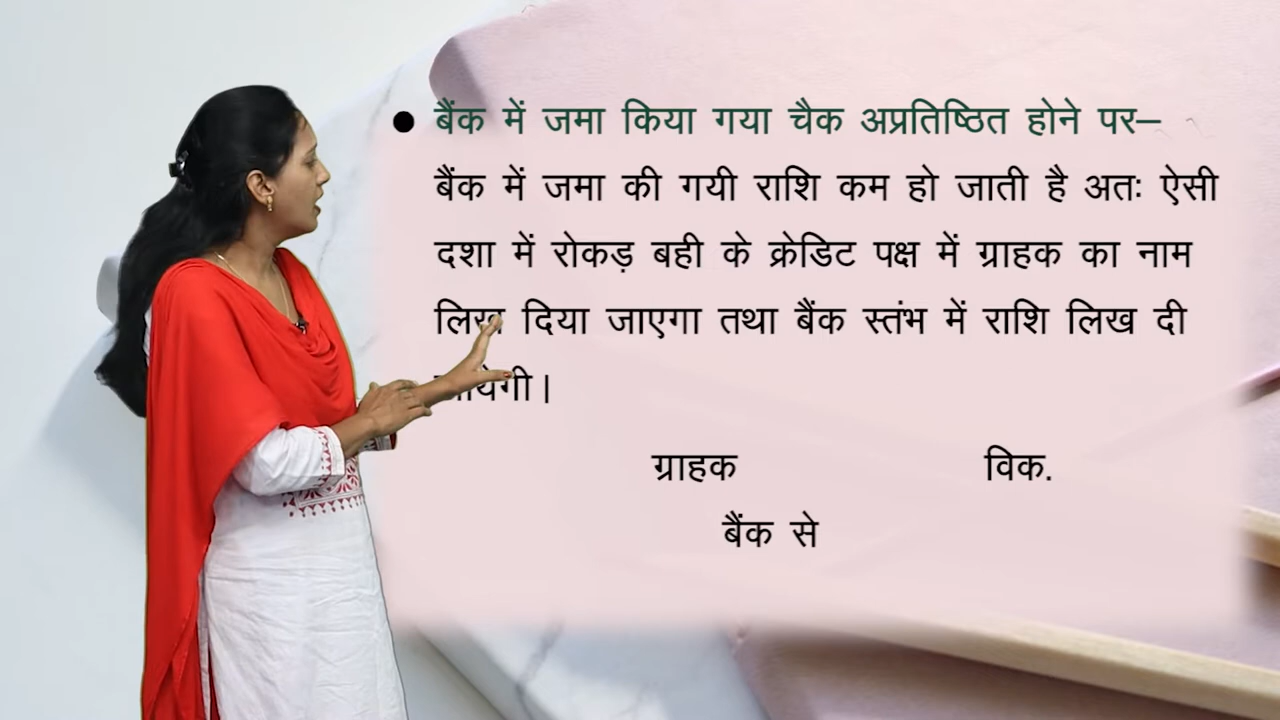 बैंक में जमा किया गया चैक अप्रतिष्ठित होने पर–
बैंक में जमा की गयी राशि कम हो जाती है अतः ऐसी
दशा में रोकड़ बही के क्रेडिट पक्ष में ग्राहक का नाम
लिख दिया जाएगा तथा बैंक स्तंभ में राशि लिख दी
जायेगी।
ग्राहक विक.
बैंक से